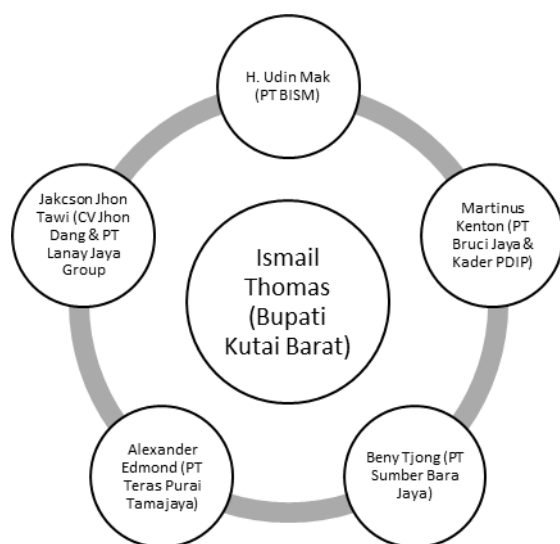 H. Udin Mak
(PT BISM)
Martinus
Kenton (PT
Bruci Jaya &
Kader PDIP)
Beny Tjong (PT
Sumber Bara
Jaya)
Alexander
Edmond (PT
Teras Purai
Tamajaya)
Jakcson Jhon
Tawi (CV Jhon
Dang & PT
Lanay Jaya
Group
Ismail
Thomas
(Bupati
Kutai Barat)